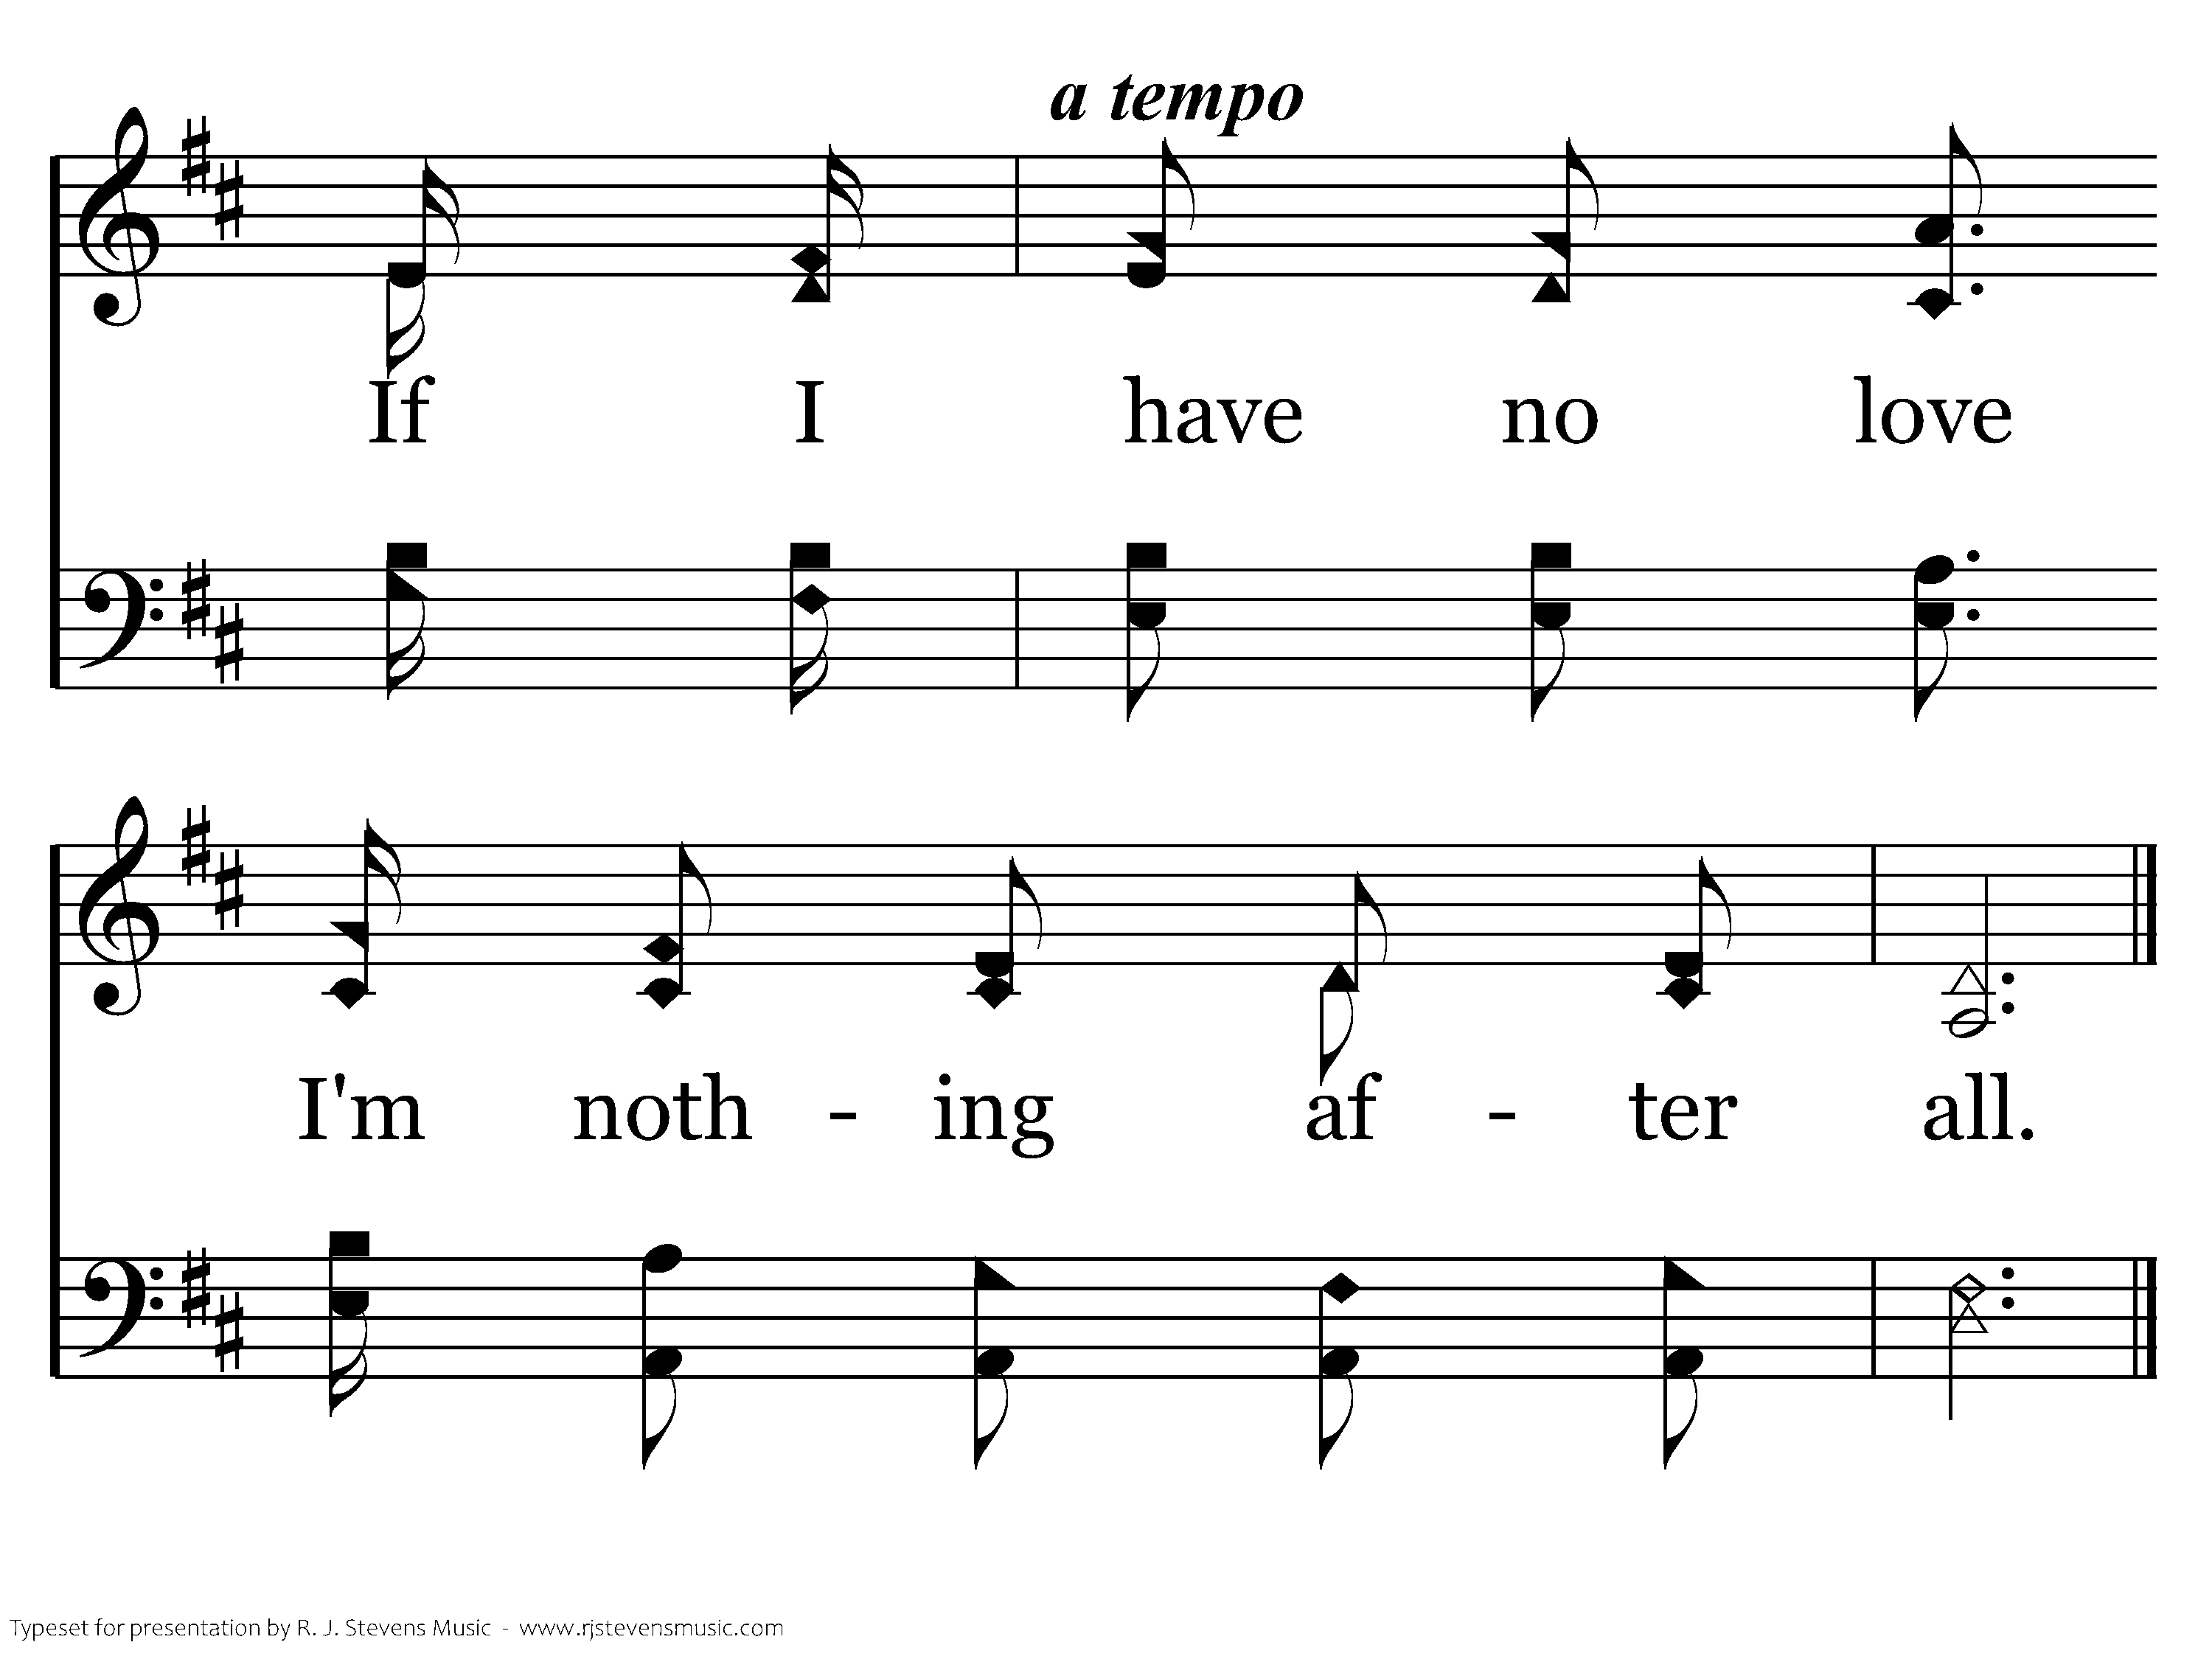 a tempo
If I have no love
I'm noth - ing af - ter all.
Typeset for presentation by R. J. Stevens Music - www.rjstevensmusic.com